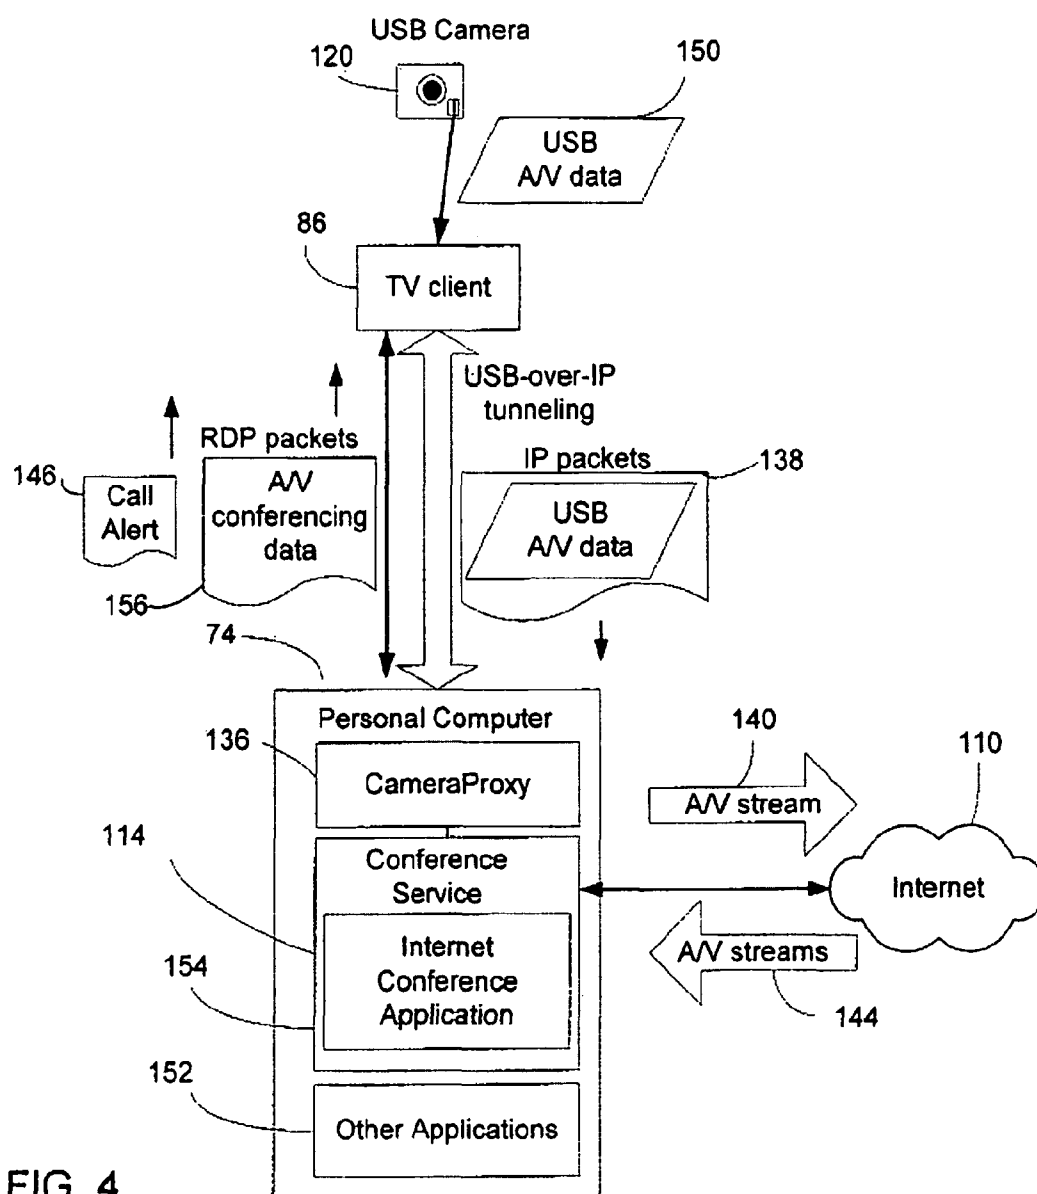 USB Camera
120
150
USB
A/V data
86
TV client
USB-over-IP
tunneling
RDP packets
IP packets
146
138
Call
Alert
A/V
conferencing
data
USB
A/V data
156
74
Personal Computer
136
CameraProxy
140
110
A/V stream
114
Conference
Service
Internet
Internet
Conference
Application
A/V streams
154
144
152
Other Applications
FIG. 4